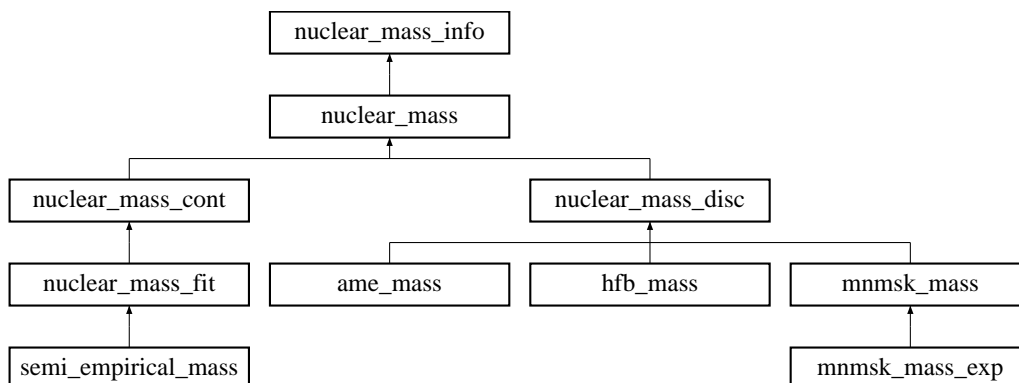 nuclear_mass_info
nuclear_mass
nuclear_mass_cont
nuclear_mass_disc
nuclear_mass_fit
ame_mass
hfb_mass
mnmsk_mass
semi_empirical_mass
mnmsk_mass_exp